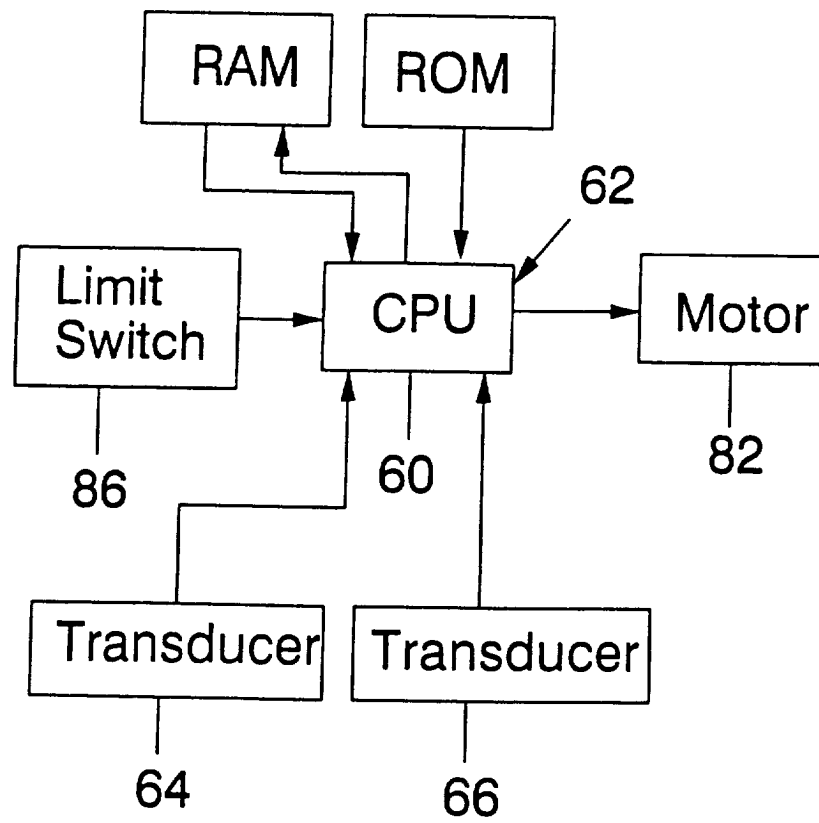 RAM
ROM
62
Limit
Switch
CPU
Motor
86
60
82
Transducer
Transducer
64
66